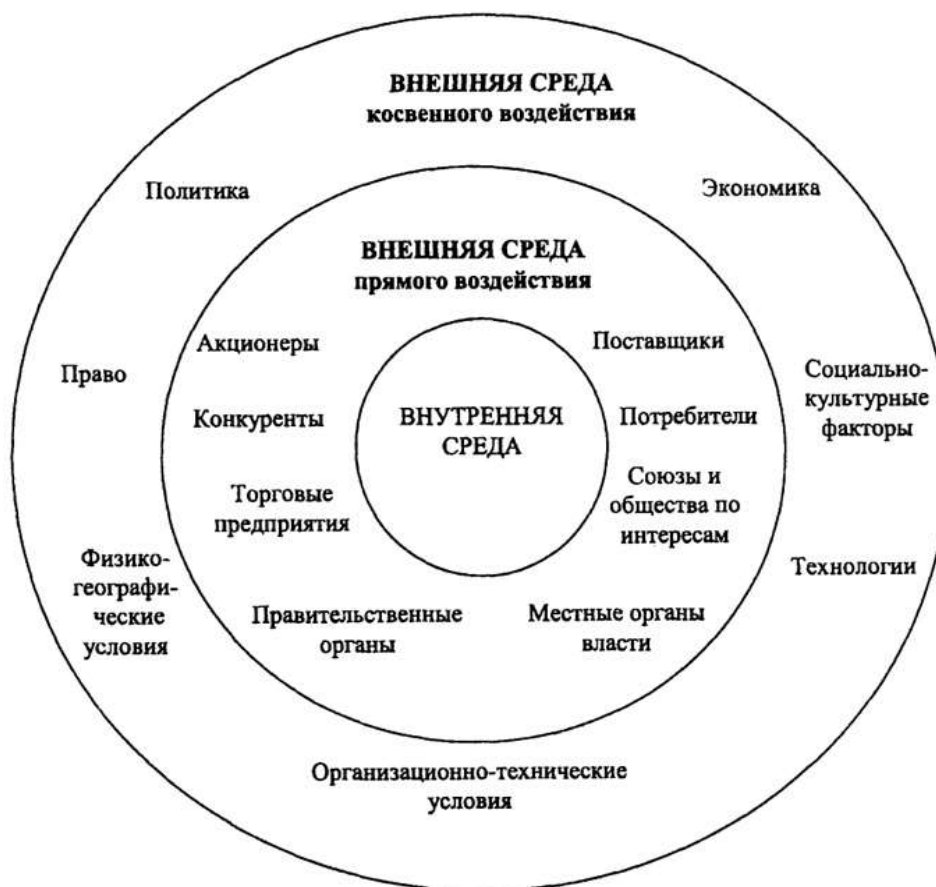 ВНЕШНЯЯ СРЕДА
косвенного воздействия
Политика
Экономика
ВНЕШНЯЯ СРЕДА
прямого воздействия
Акционеры
Поставщики
Право
Социально-
культурные
факторы
Конкуренты
ВНУТРЕННЯЯ
СРЕДА
Потребители
Торговые
предприятия
Союзы и
общества по
интересам
Физико-
географи-
ческие
условия
Технологии
Правительственные
органы
Местные органы
власти
Организационно-технические
условия